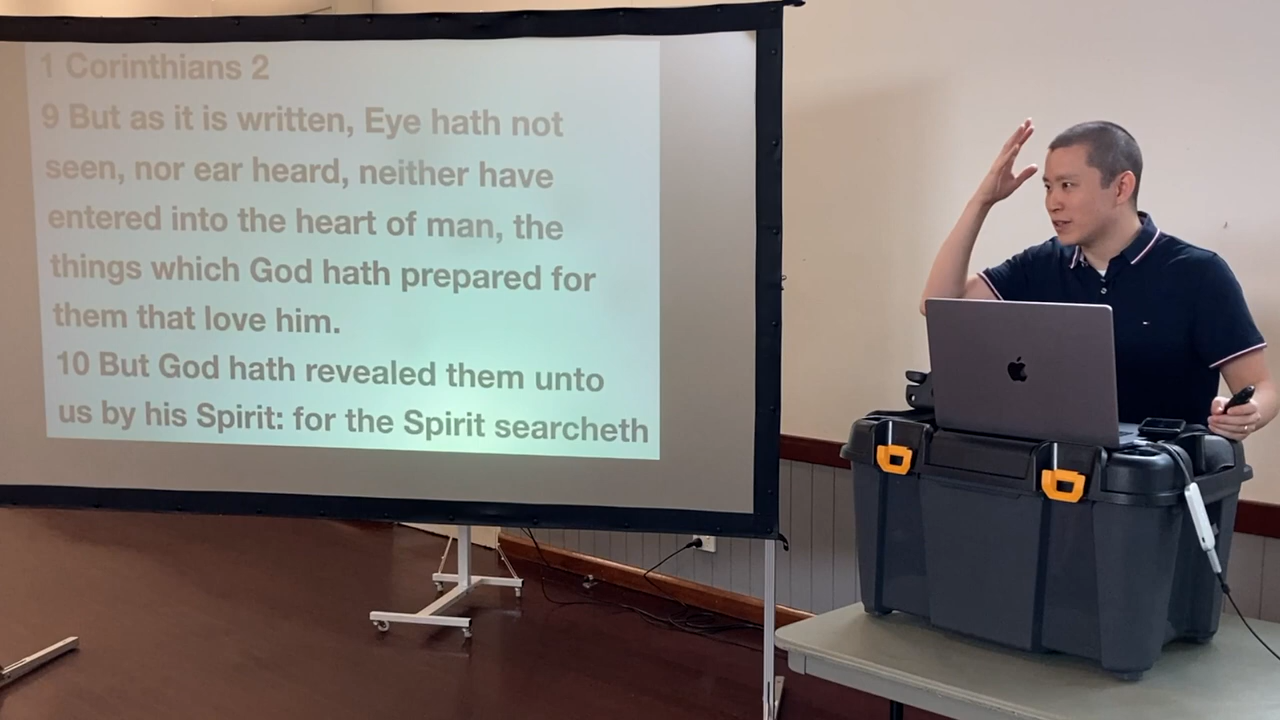 1 Corinthians 2
9 But as it is written, Eye hath not
seen, nor ear heard, neither have
entered into the heart of man, the
things which God hath prepared for
them that love him.
10 But God hath revealed them unto
us by his Spirit: for the Spirit searcheth